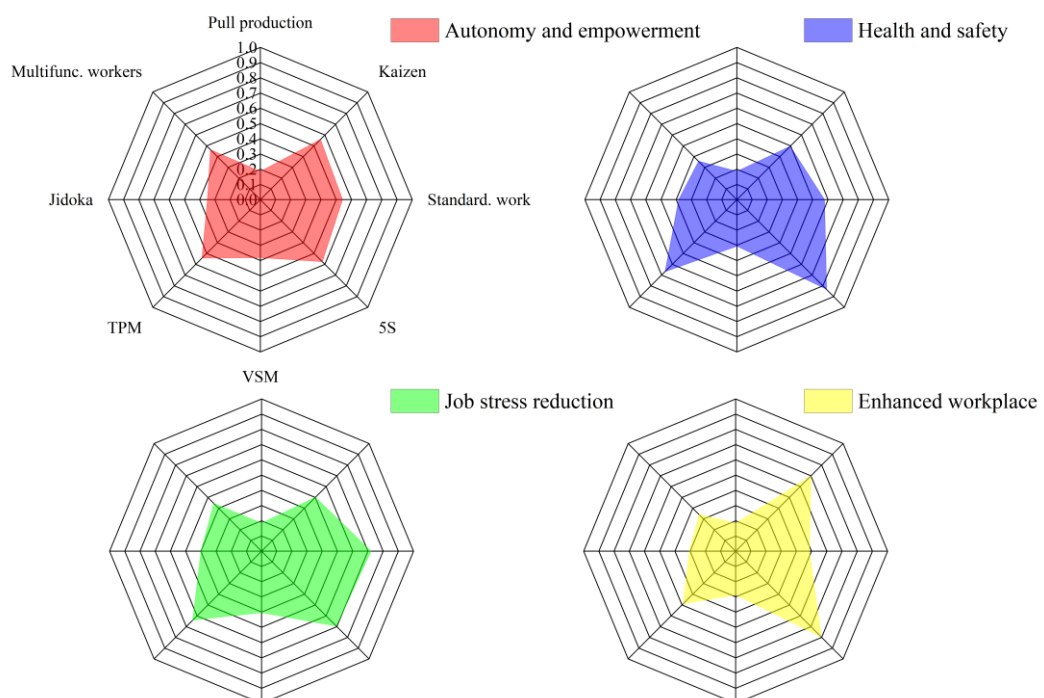 Pull production
Autonomy and empowerment
Health and safety
1.0
0.9
0.8
0.7
0.6
0.5
0.4
0.3
0.2
0.1
0.0
Multifunc. workers
Kaizen
Jidoka
Standard. work
TPM
5S
VSM
Job stress reduction
Enhanced workplace